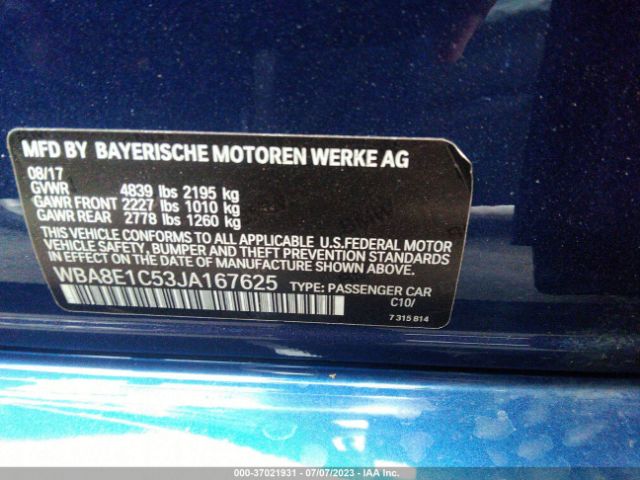 MFD BY BAYERISCHE MOTOREN WERKE AG
08/17
GVWR 4839 lbs 2195 kg
GAWR FRONT 2227 lbs 1010 kg
GAWR REAR 2778 lbs 1260 kg
THIS VEHICLE CONFORMS TO ALL APPLICABLE U.S.FEDERAL MOTOR
VEHICLE SAFETY, BUMPER AND THEFT PREVENTION STANDARDS
IN EFFECT ON THE DATE OF MANUFACTURE SHOWN ABOVE.
WBA8E1C53JA167625 TYPE: PASSENGER CAR
C10/
7 315 814
000-37021931 - 07/07/2023 - IAA Inc.